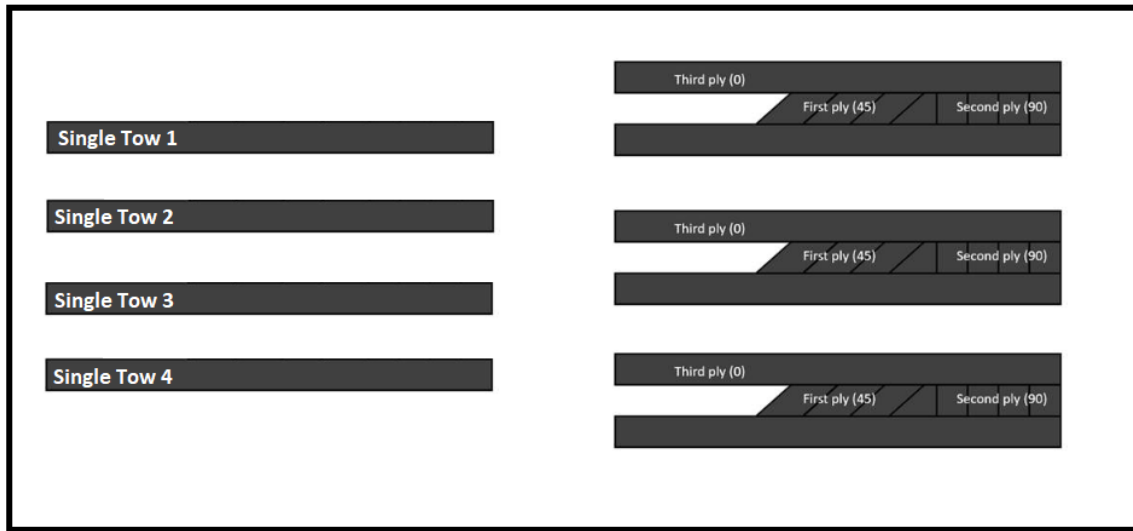 Single Tow 1
Single Tow 2
Single Tow 3
Single Tow 4
Third ply (0)
First ply (45) Second ply (90)
Third ply (0)
First ply (45) Second ply (90)
Third ply (0)
First ply (45) Second ply (90)